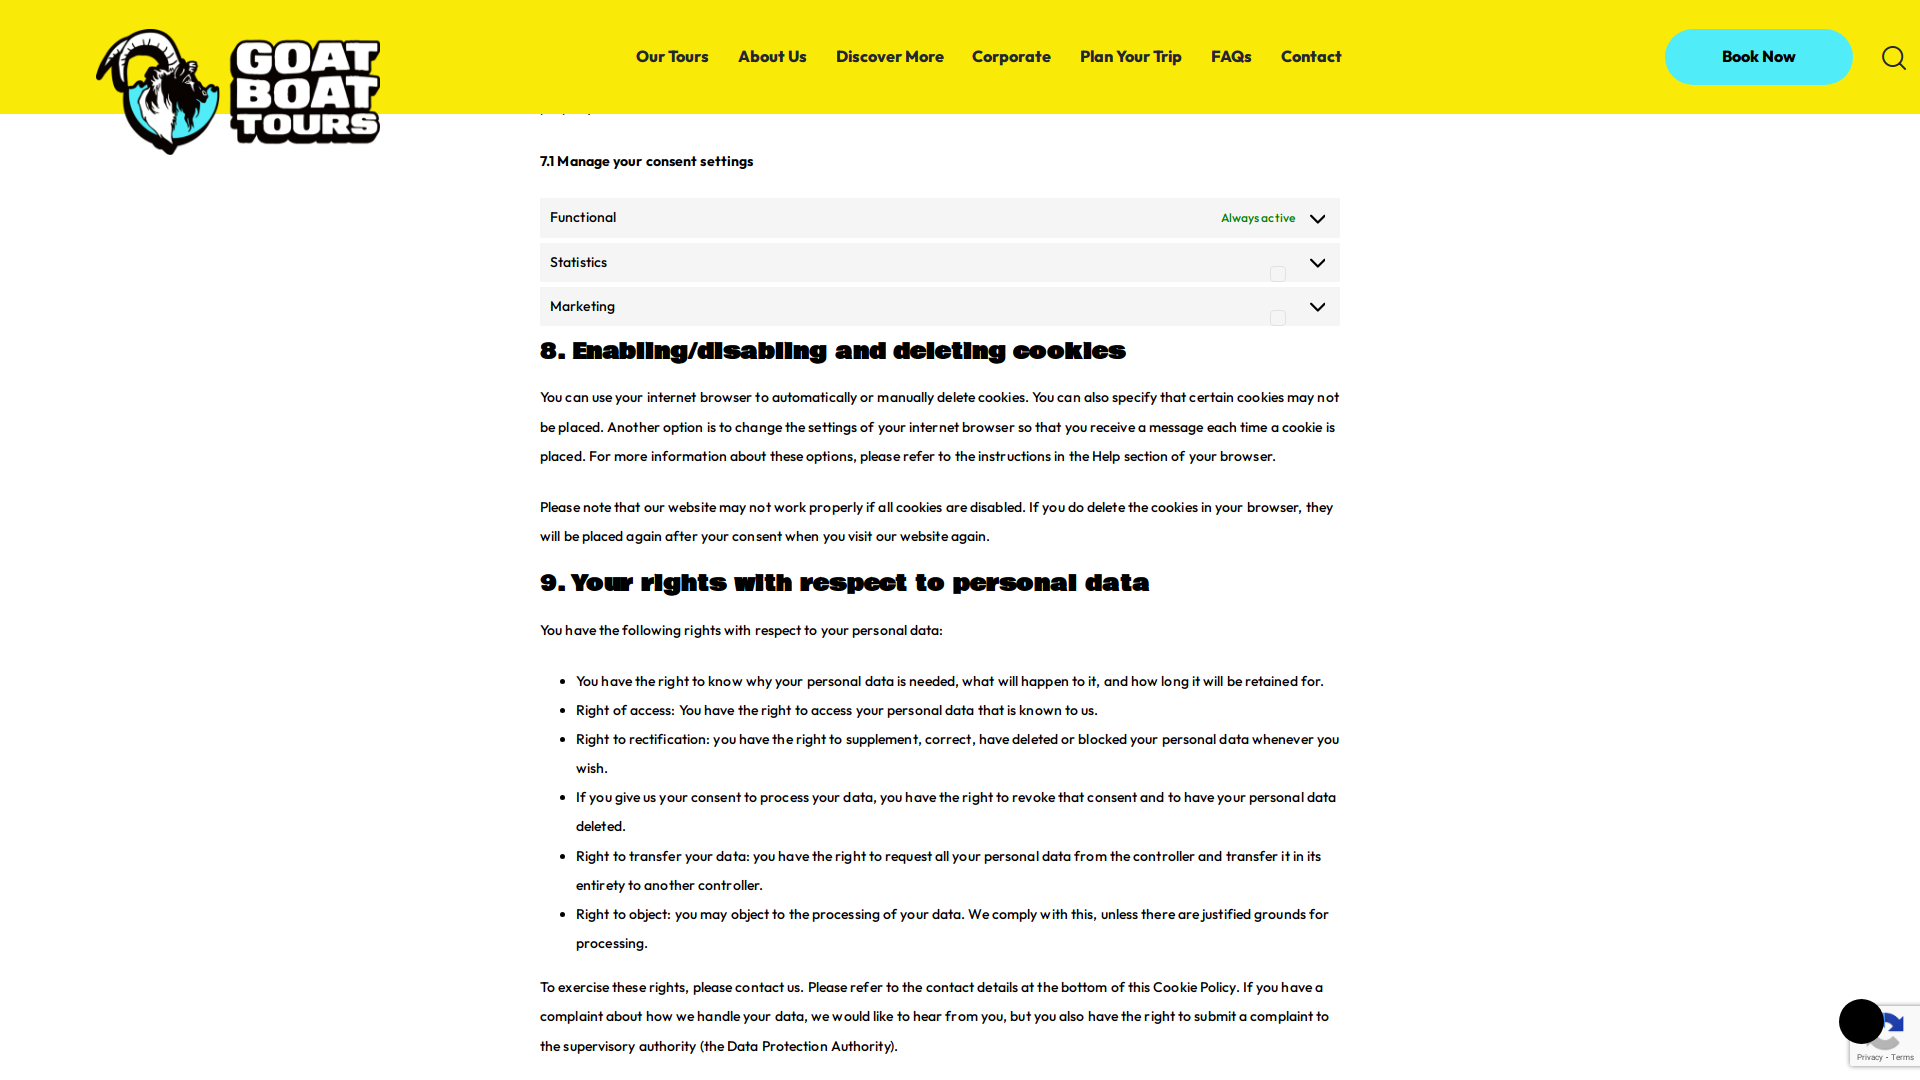 GOAT
BOAT
TOURS
Our Tours
About Us
Discover More
Corporate
Plan Your Trip
FAQs
Contact
Book Now
7.1 Manage your consent settings
Functional
Always active
Statistics
Marketing
8. Enabling/disabling and deleting cookies
You can use your internet browser to automatically or manually delete cookies. You can also specify that certain cookies may not
be placed. Another option is to change the settings of your internet browser so that you receive a message each time a cookie is
placed. For more information about these options, please refer to the instructions in the Help section of your browser.
Please note that our website may not work properly if all cookies are disabled. If you do delete the cookies in your browser, they
will be placed again after your consent when you visit our website again.
9. Your rights with respect to personal data
You have the following rights with respect to your personal data:
You have the right to know why your personal data is needed, what will happen to it, and how long it will be retained for.
Right of access: You have the right to access your personal data that is known to us.
Right to rectification: you have the right to supplement, correct, have deleted or blocked your personal data whenever you
wish.
If you give us your consent to process your data, you have the right to revoke that consent and to have your personal data
deleted.
Right to transfer your data: you have the right to request all your personal data from the controller and transfer it in its
entirety to another controller.
Right to object: you may object to the processing of your data. We comply with this, unless there are justified grounds for
processing.
To exercise these rights, please contact us. Please refer to the contact details at the bottom of this Cookie Policy. If you have a
complaint about how we handle your data, we would like to hear from you, but you also have the right to submit a complaint to
the supervisory authority (the Data Protection Authority).
Privacy - Terms